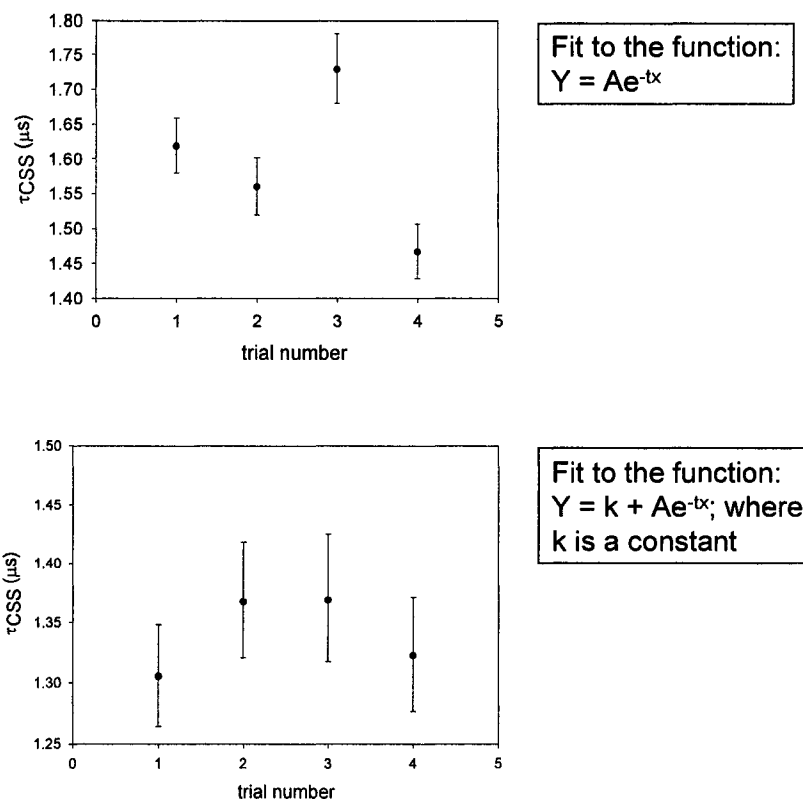 1.80
1.75
1.70
1.65
1.60
1.55
1.50
1.45
1.40
τCSS (μs)
0 1 2 3 4 5
trial number
Fit to the function:
Y = Ae^-tx
1.50
1.45
1.40
1.35
1.30
1.25
τCSS (μs)
0 1 2 3 4 5
trial number
Fit to the function:
Y = k + Ae^-tx; where
k is a constant